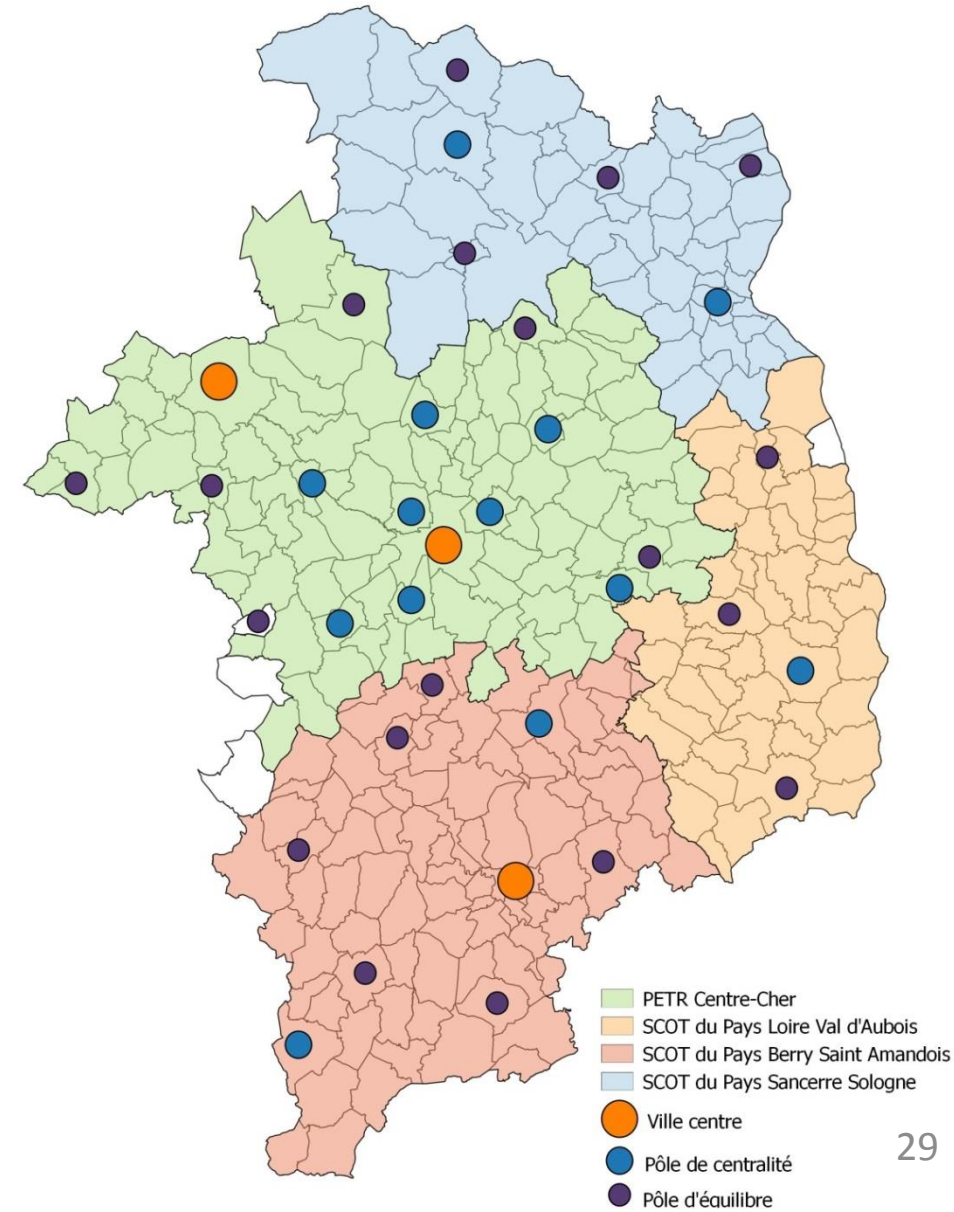 PETR Centre-Cher
SCOT du Pays Loire Val d'Aubois
SCOT du Pays Berry Saint Amandois
SCOT du Pays Sancerre Sologne
Ville centre
Pôle de centralité
Pôle d'équilibre
29